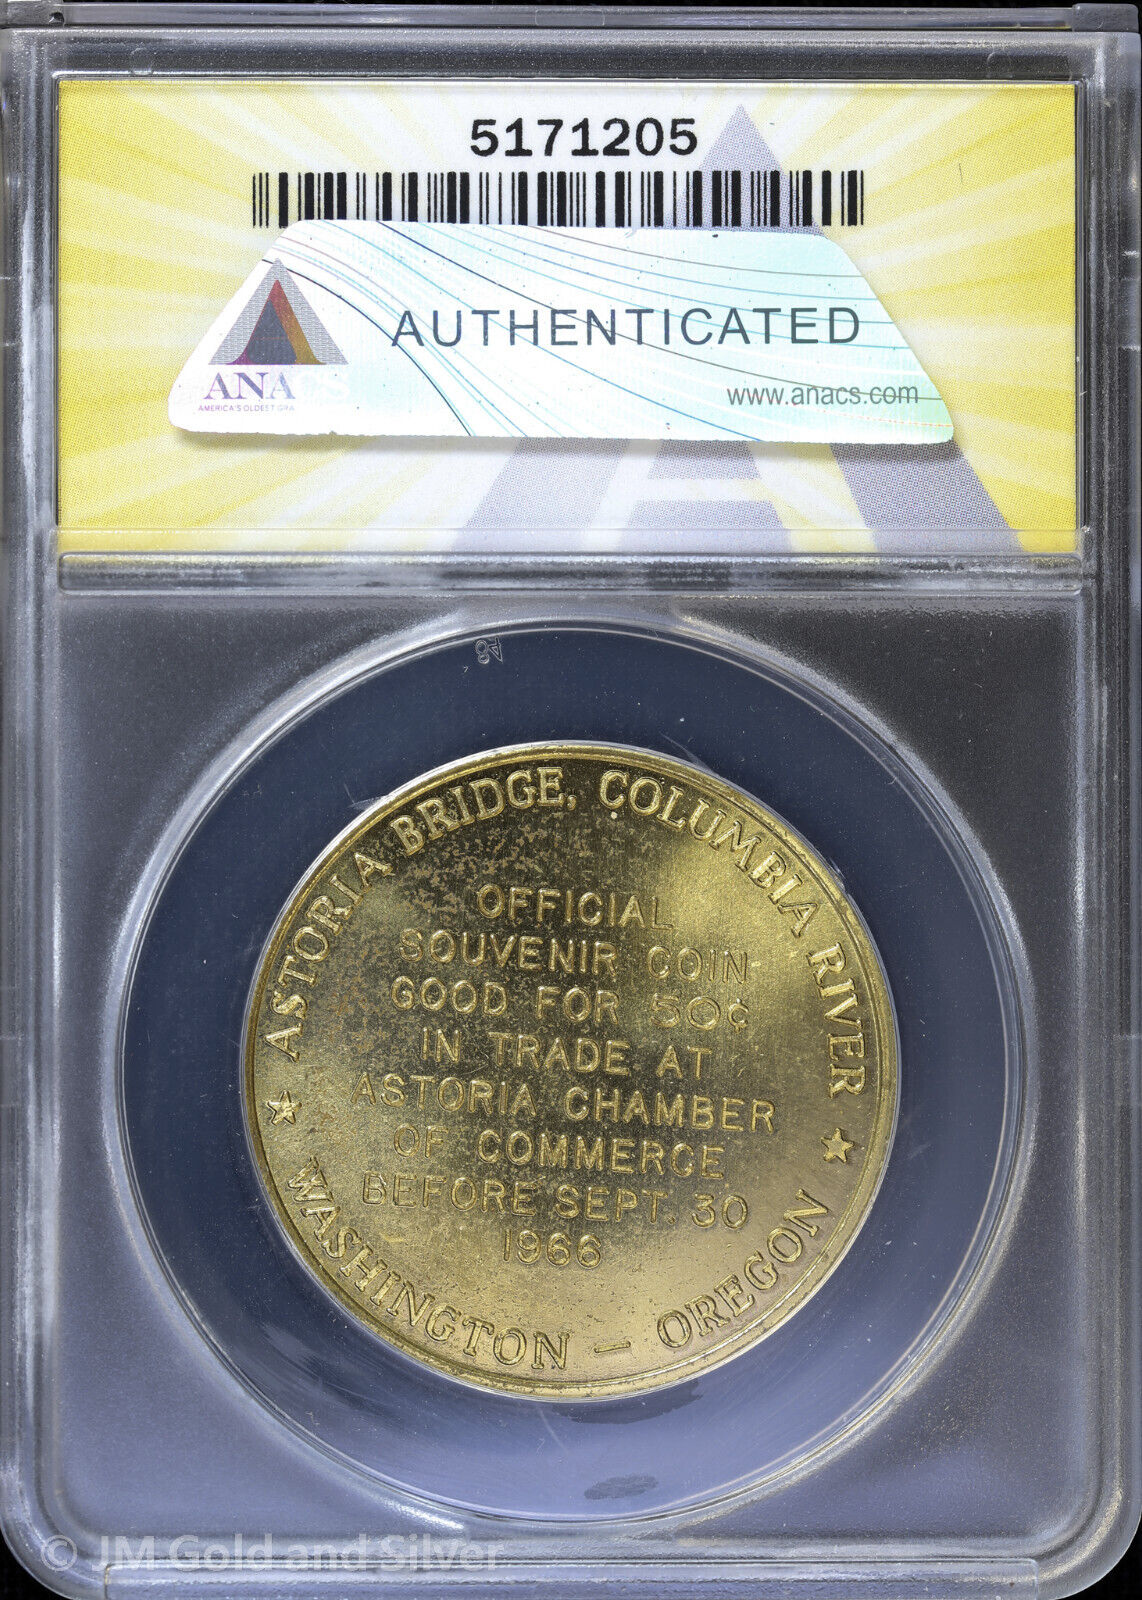 5171205
AUTHENTICATED
ANACS
AMERICA'S OLDEST GRA
www.anacs.com
ASTORIA BRIDGE, COLUMBIA RIVER
OFFICIAL
SOUVENIR COIN
GOOD FOR 50¢
IN TRADE AT
ASTORIA CHAMBER
OF COMMERCE
BEFORE SEPT. 30
1966
WASHINGTON — OREGON
© JM Gold and Silver